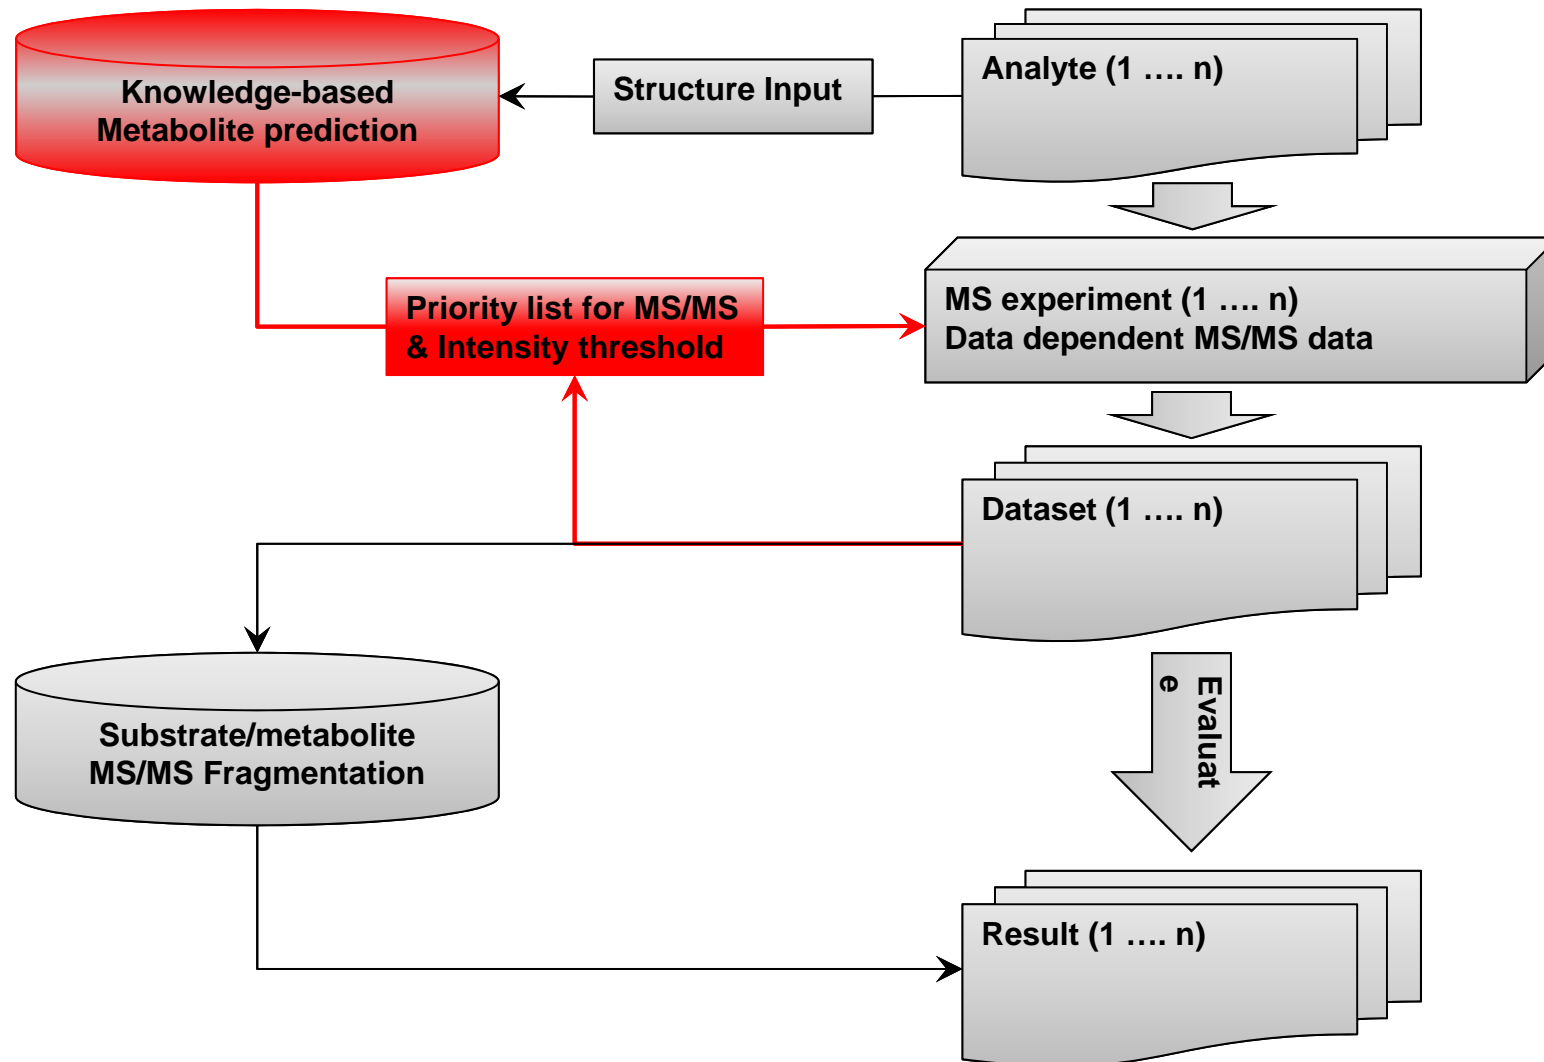 Knowledge-based
Metabolite prediction
Structure Input
Analyte (1 …. n)
Priority list for MS/MS
& Intensity threshold
MS experiment (1 …. n)
Data dependent MS/MS data
Dataset (1 …. n)
Substrate/metabolite
MS/MS Fragmentation
Evaluat
e
Result (1 …. n)